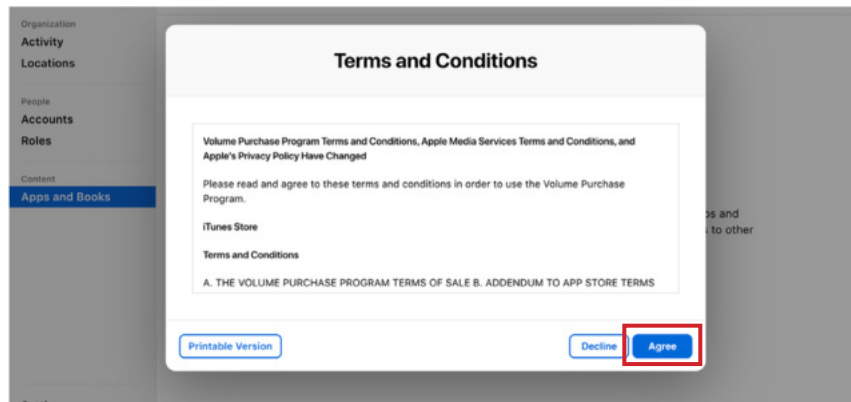 Organization
Activity
Locations
People
Accounts
Roles
Content
Apps and Books
Terms and Conditions
Volume Purchase Program Terms and Conditions, Apple Media Services Terms and Conditions, and
Apple's Privacy Policy Have Changed
Please read and agree to these terms and conditions in order to use the Volume Purchase
Program.
iTunes Store
Terms and Conditions
A. THE VOLUME PURCHASE PROGRAM TERMS OF SALE B. ADDENDUM TO APP STORE TERMS
and
to other
Printable Version
Decline
Agree